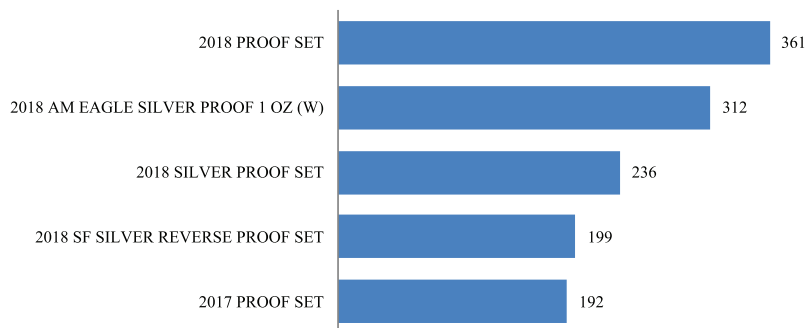 2018 PROOF SET 361
2018 AM EAGLE SILVER PROOF 1 OZ (W) 312
2018 SILVER PROOF SET 236
2018 SF SILVER REVERSE PROOF SET 199
2017 PROOF SET 192